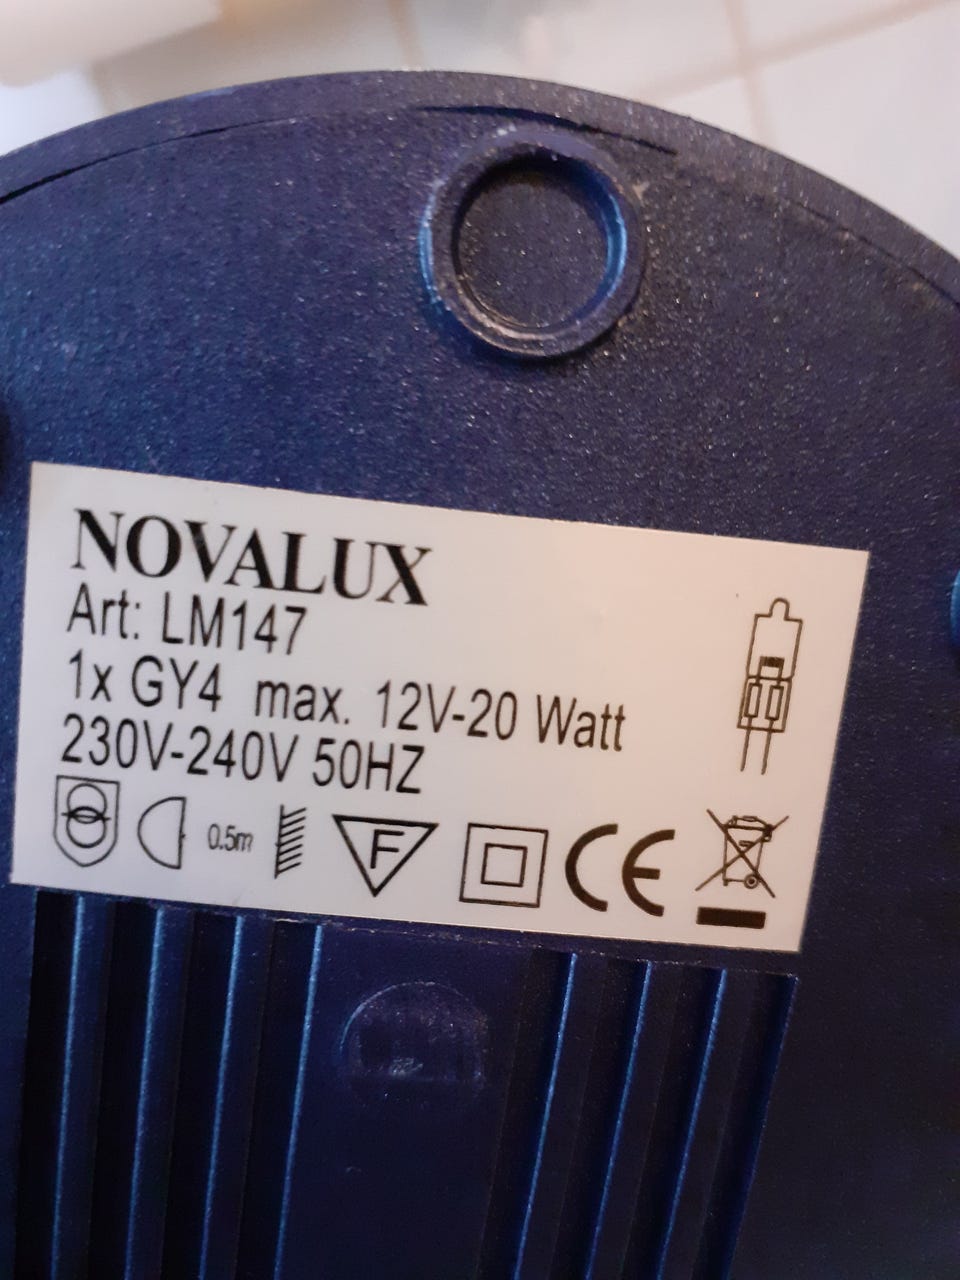 NOVALUX
Art: LM147
1x GY4 max. 12V-20 Watt
230V-240V 50HZ
0.5m F CE